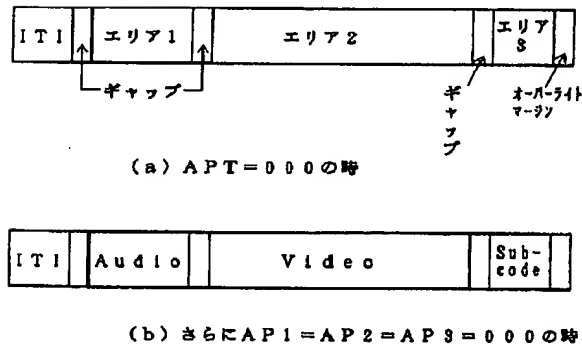 ITI エリア1 エリア2 エリア3
ギャップ ギャップ オーバーライトマージン
(a) APT=000の時
ITI Audio Video Sub-code
(b) さらにAP1=AP2=AP3=000の時